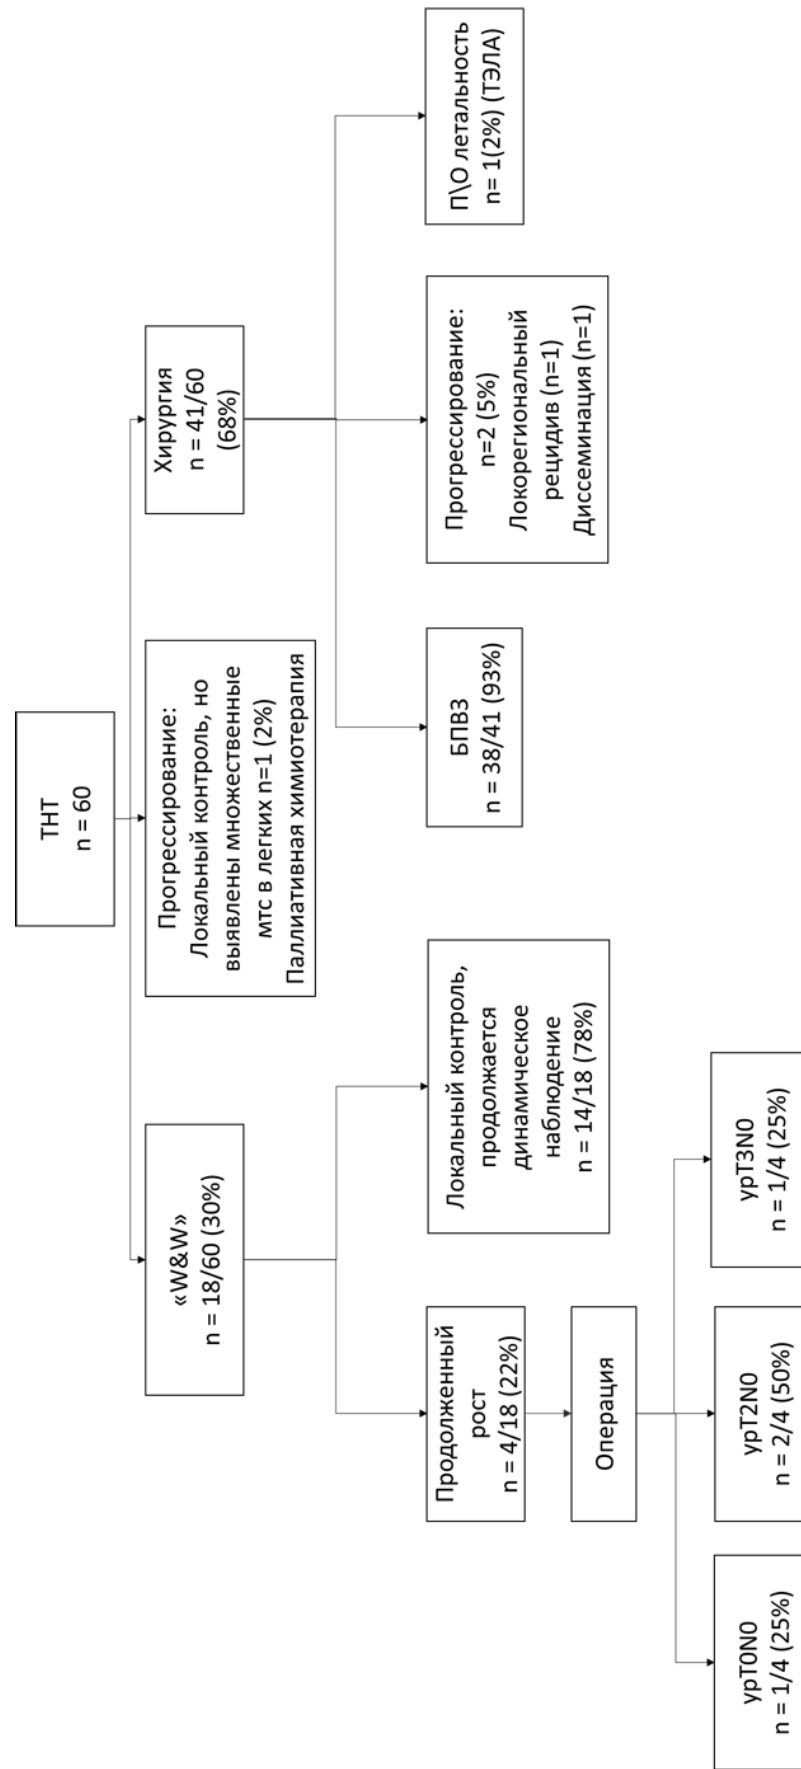 ТНТ
n = 60
«W&W»
n = 18/60 (30%)
Прогрессирование:
Локальный контроль, но
выявлены множественные
мтс в легких n=1 (2%)
Паллиативная химиотерапия
Хирургия
n = 41/60
(68%)
Продолженный
рост
n = 4/18 (22%)
Локальный контроль,
продолжается
динамическое
наблюдение
n = 14/18 (78%)
БПВЗ
n = 38/41 (93%)
Прогрессирование:
n=2 (5%)
Локорегиональный
рецидив (n=1)
Диссеминация (n=1)
П\О летальность
n= 1(2%) (ТЭЛА)
Операция
ypT0N0
n = 1/4 (25%)
ypT2N0
n = 2/4 (50%)
ypT3N0
n = 1/4 (25%)